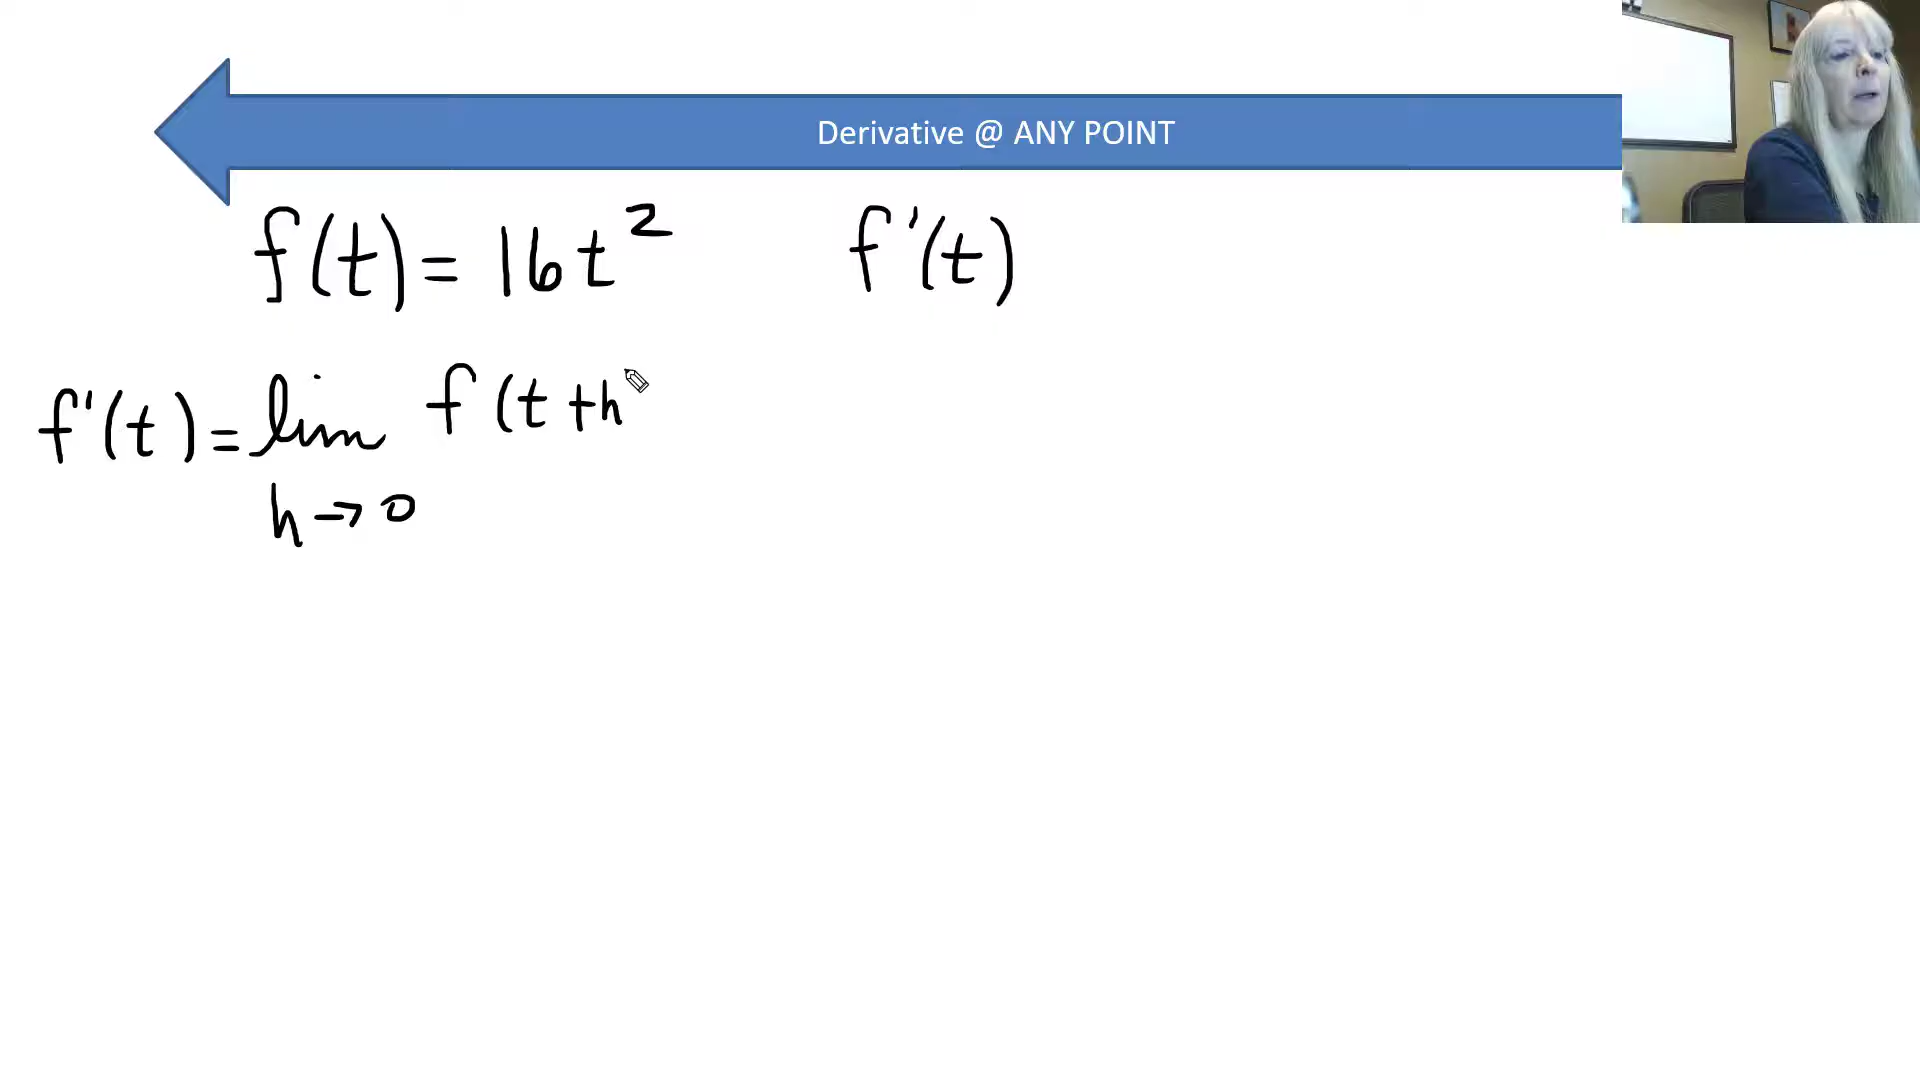 Derivative @ ANY POINT
f(t) = 16t² f'(t)
f'(t) = lim f(t+h
h→0